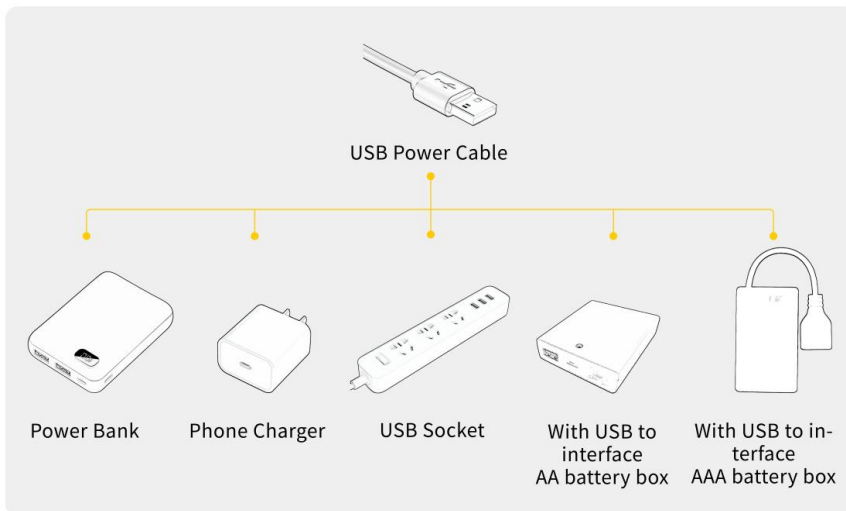 USB Power Cable
Power Bank
Phone Charger
USB Socket
With USB to
interface
AA battery box
With USB to in-
terface
AAA battery box